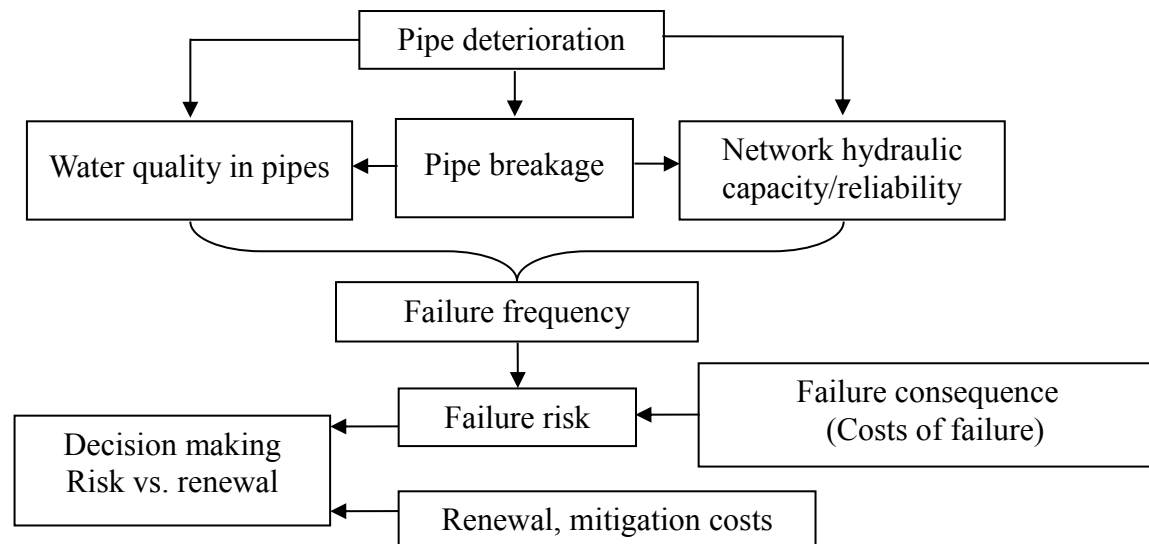 Pipe deterioration
Water quality in pipes
Pipe breakage
Network hydraulic
capacity/reliability
Failure frequency
Failure risk
Failure consequence
(Costs of failure)
Decision making
Risk vs. renewal
Renewal, mitigation costs